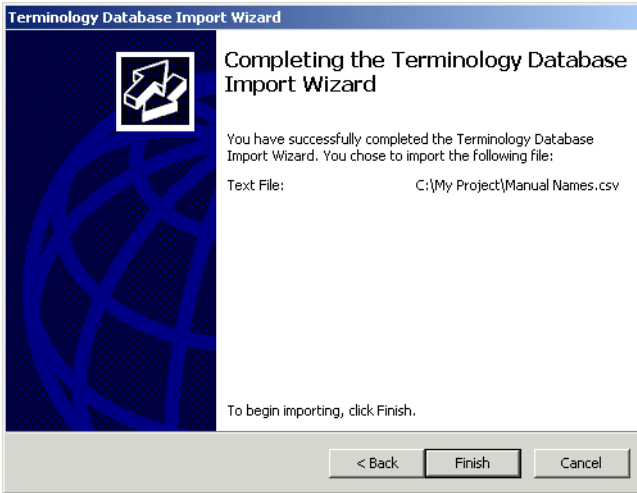 Terminology Database Import Wizard
Completing the Terminology Database
Import Wizard
You have successfully completed the Terminology Database
Import Wizard. You chose to import the following file:
Text File: C:\My Project\Manual Names.csv
To begin importing, click Finish.
< Back Finish Cancel